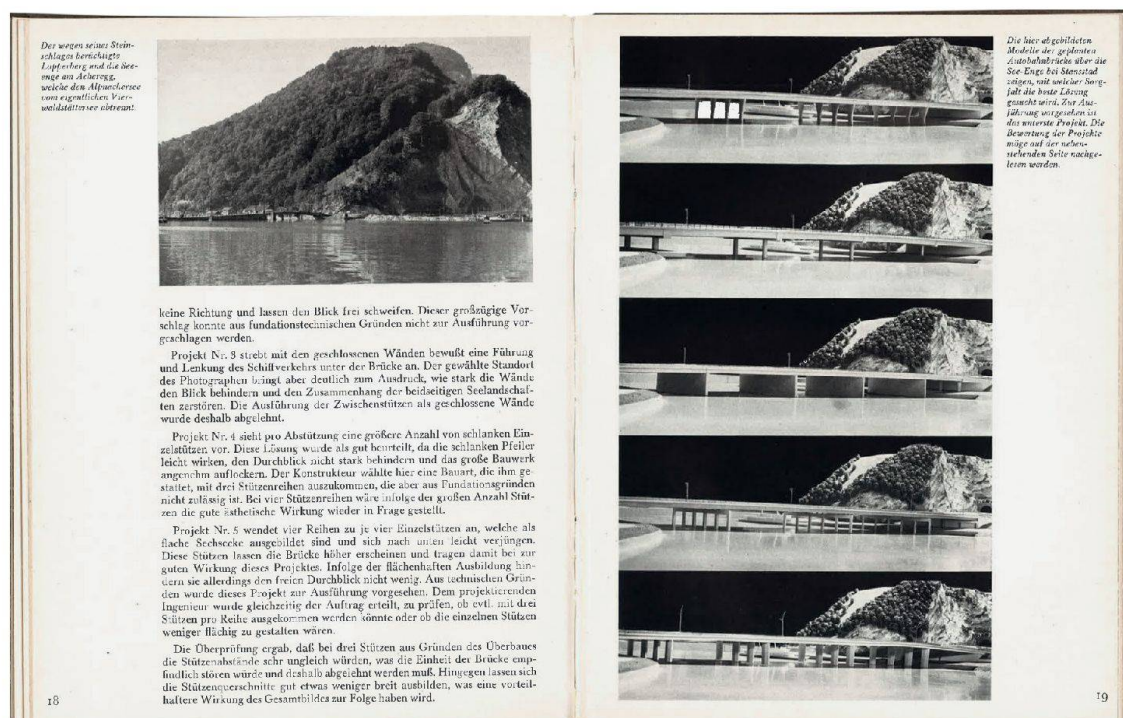 Der wegen seines Stein-
schlages berüchtigte
Lopperberg und die See-
enge am Acheregg,
welche den Alpnachersee
vom eigentlichen Vier-
waldstättersee abtrennt.
keine Richtung und lassen den Blick frei schweifen. Dieser großzügige Vor-
schlag konnte aus fundationstechnischen Gründen nicht zur Ausführung vor-
geschlagen werden.
Projekt Nr. 3 strebt mit den geschlossenen Wänden bewußt eine Führung
und Lenkung des Schiffverkehrs unter der Brücke an. Der gewählte Standort
des Photographen bringt aber deutlich zum Ausdruck, wie stark die Wände
den Blick behindern und den Zusammenhang der beidseitigen Seelandschaf-
ten zerstören. Die Ausführung der Zwischenstützen als geschlossene Wände
wurde deshalb abgelehnt.
Projekt Nr. 4 sieht pro Abstützung eine größere Anzahl von schlanken Ein-
zelstützen vor. Diese Lösung wurde als gut beurteilt, da die schlanken Pfeiler
leicht wirken, den Durchblick nicht stark behindern und das große Bauwerk
angenehm auflockern. Der Konstrukteur wählte hier eine Bauart, die ihm ge-
stattet, mit drei Stützenreihen auszukommen, die aber aus Fundationsgründen
nicht zulässig ist. Bei vier Stützenreihen wäre infolge der großen Anzahl Stüt-
zen die gute ästhetische Wirkung wieder in Frage gestellt.
Projekt Nr. 5 wendet vier Reihen zu je vier Einzelstützen an, welche als
flache Sechsecke ausgebildet sind und sich nach unten leicht verjüngen.
Diese Stützen lassen die Brücke höher erscheinen und tragen damit bei zur
guten Wirkung dieses Projektes. Infolge der flächenhaften Ausbildung hin-
dern sie allerdings den freien Durchblick nicht wenig. Aus technischen Grün-
den wurde dieses Projekt zur Ausführung vorgesehen. Dem projektierenden
Ingenieur wurde gleichzeitig der Auftrag erteilt, zu prüfen, ob evtl. mit drei
Stützen pro Reihe ausgekommen werden könnte oder ob die einzelnen Stützen
weniger flächig zu gestalten wären.
Die Überprüfung ergab, daß bei drei Stützen aus Gründen des Überbaues
die Stützenabstände sehr ungleich würden, was die Einheit der Brücke emp-
findlich stören würde und deshalb abgelehnt werden muß. Hingegen lassen sich
die Stützenquerschnitte gut etwas weniger breit ausbilden, was eine vorteil-
haftere Wirkung des Gesamtbildes zur Folge haben wird.
18
Die hier abgebildeten
Modelle der geplanten
Autobahnbrücke über die
See-Enge bei Stansstad
zeigen, mit welcher Sorg-
falt die beste Lösung
gesucht wird. Zur Aus-
führung vorgesehen ist
das unterste Projekt. Die
Bewertung der Projekte
möge auf der neben-
stehenden Seite nachge-
lesen werden.
19